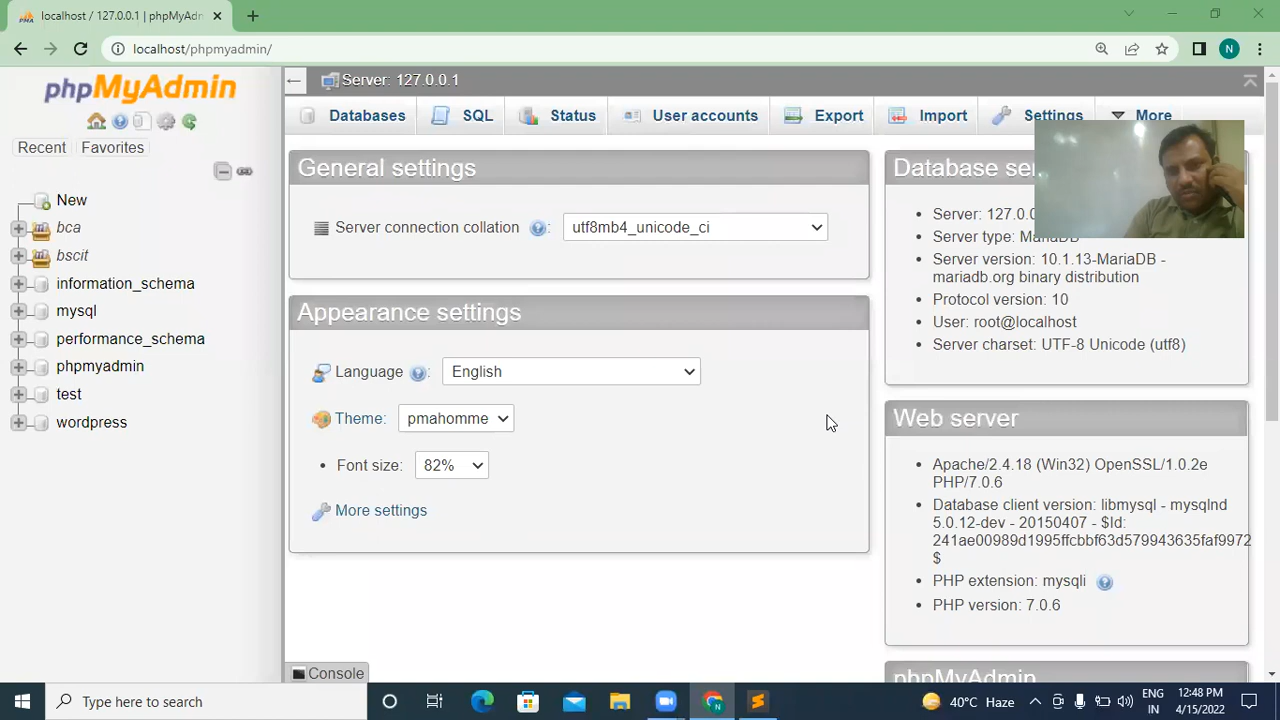 localhost / 127.0.0.1 | phpMyAdm
localhost/phpmyadmin/
N
phpMyAdmin
Recent
Favorites
New
bca
bscit
information_schema
mysql
performance_schema
phpmyadmin
test
wordpress
Server: 127.0.0.1
Databases
SQL
Status
User accounts
Export
Import
Settings
More
General settings
Server connection collation
:
utf8mb4_unicode_ci
Appearance settings
Language
:
English
Theme:
pmahomme
Font size:
82%
More settings
Console
Database
Server: 127.0.
Server type:
Server version: 10.1.13-MariaDB -
mariadb.org binary distribution
Protocol version: 10
User: root@localhost
Server charset: UTF-8 Unicode (utf8)
Web server
Apache/2.4.18 (Win32) OpenSSL/1.0.2e
PHP/7.0.6
Database client version: libmysql - mysqlnd
5.0.12-dev - 20150407 - $Id:
241ae00989d1995ffcbbf63d579943635faf9972
$
PHP extension: mysqli
PHP version: 7.0.6
phpMyAdmin
Type here to search
N
40°C Haze
ENG
IN
12:48 PM
4/15/2022